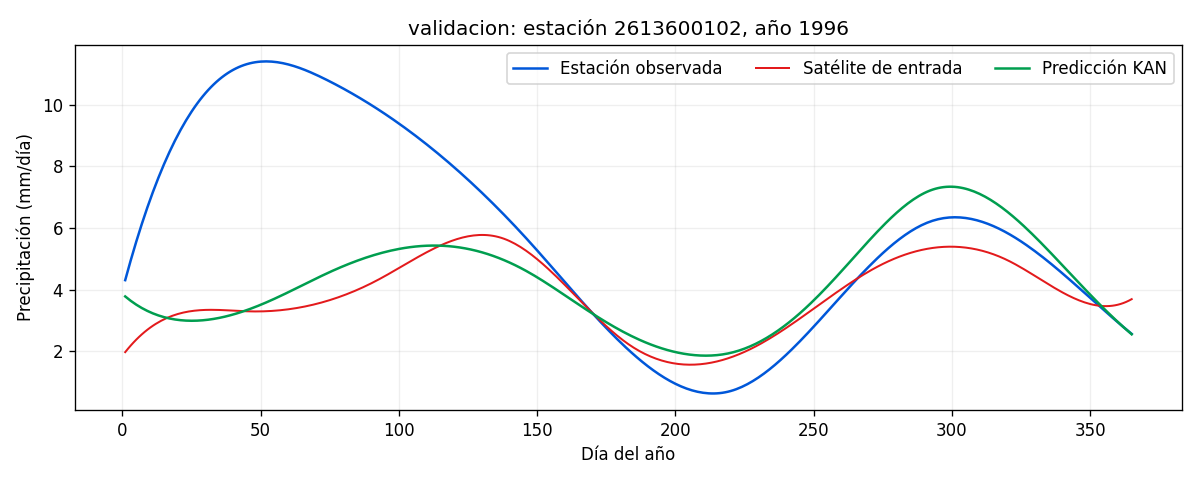 validacion: estación 2613600102, año 1996
Estación observada
Satélite de entrada
Predicción KAN
Precipitación (mm/día)
10
8
6
4
2
0
50
100
150
200
250
300
350
Día del año